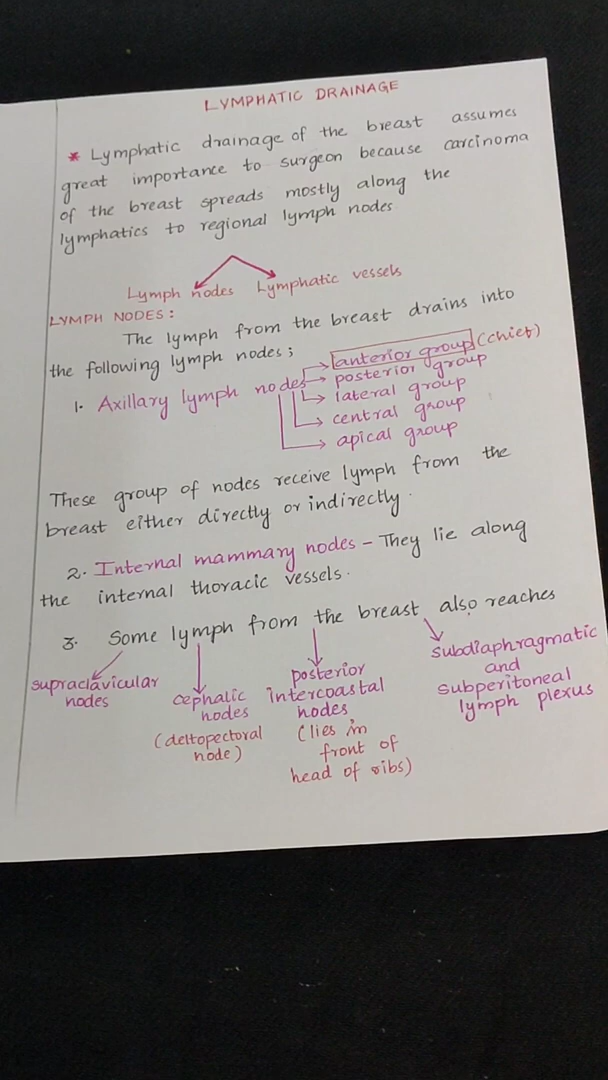 LYMPHATIC DRAINAGE
* Lymphatic drainage of the breast assumes
great importance to surgeon because carcinoma
of the breast spreads mostly along the
lymphatics to regional lymph nodes
Lymph nodes Lymphatic vessels
LYMPH NODES :
The lymph from the breast drains into
the following lymph nodes ;
1. Axillary lymph nodes
anterior group (chief)
posterior group
lateral group
central group
apical group
These group of nodes receive lymph from the
breast either directly or indirectly.
2. Internal mammary nodes - They lie along
the internal thoracic vessels.
3. Some lymph from the breast also reaches
supraclavicular
nodes
cephalic
nodes
(deltopectoral
node)
posterior
intercoastal
nodes
(lies in
front of
head of ribs)
subdiaphragmatic
and
subperitoneal
lymph plexus